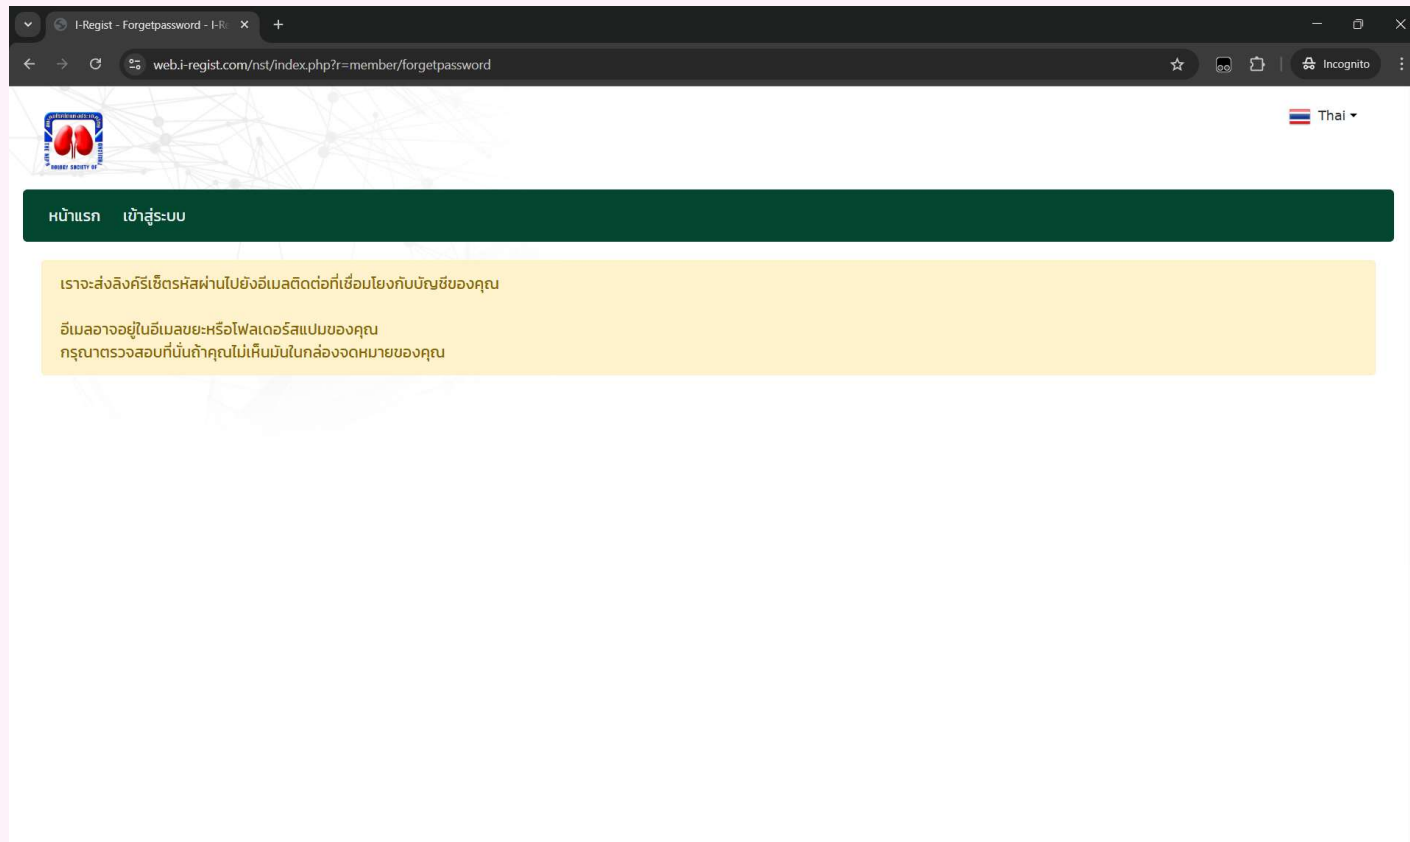 I-Regist - Forgetpassword - I-R
web.i-regist.com/nst/index.php?r=member/forgetpassword
Incognito
Thai
หน้าแรก เข้าสู่ระบบ
เราจะส่งลิงค์รีเซ็ตรหัสผ่านไปยังอีเมลติดต่อที่เชื่อมโยงกับบัญชีของคุณ
อีเมลอาจอยู่ในอีเมลขยะหรือโฟลเดอร์สแปมของคุณ
กรุณาตรวจสอบที่นั่นถ้าคุณไม่เห็นมันในกล่องจดหมายของคุณ